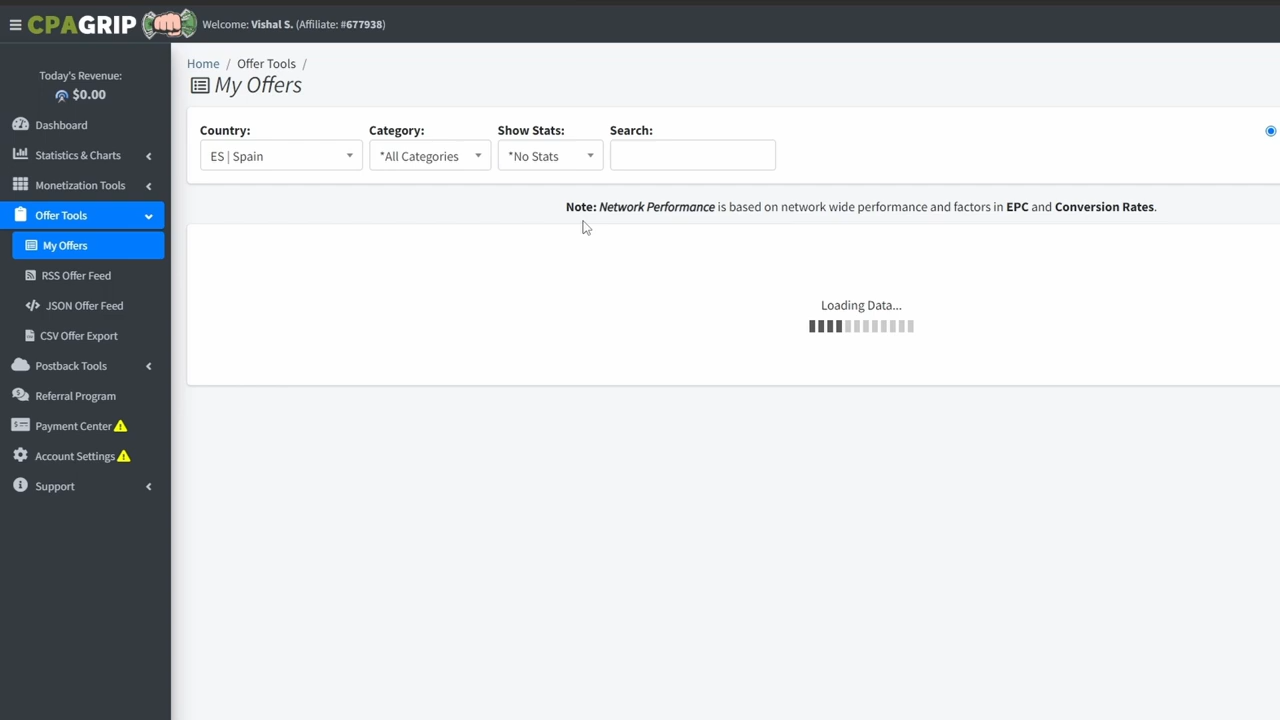 CPAGRIP Welcome: Vishal S. (Affiliate: #677938)
Today's Revenue:
$0.00
Dashboard
Statistics & Charts
Monetization Tools
Offer Tools
My Offers
RSS Offer Feed
JSON Offer Feed
CSV Offer Export
Postback Tools
Referral Program
Payment Center
Account Settings
Support
Home / Offer Tools /
My Offers
Country: Category: Show Stats: Search:
ES | Spain *All Categories *No Stats
Note: Network Performance is based on network wide performance and factors in EPC and Conversion Rates.
Loading Data...